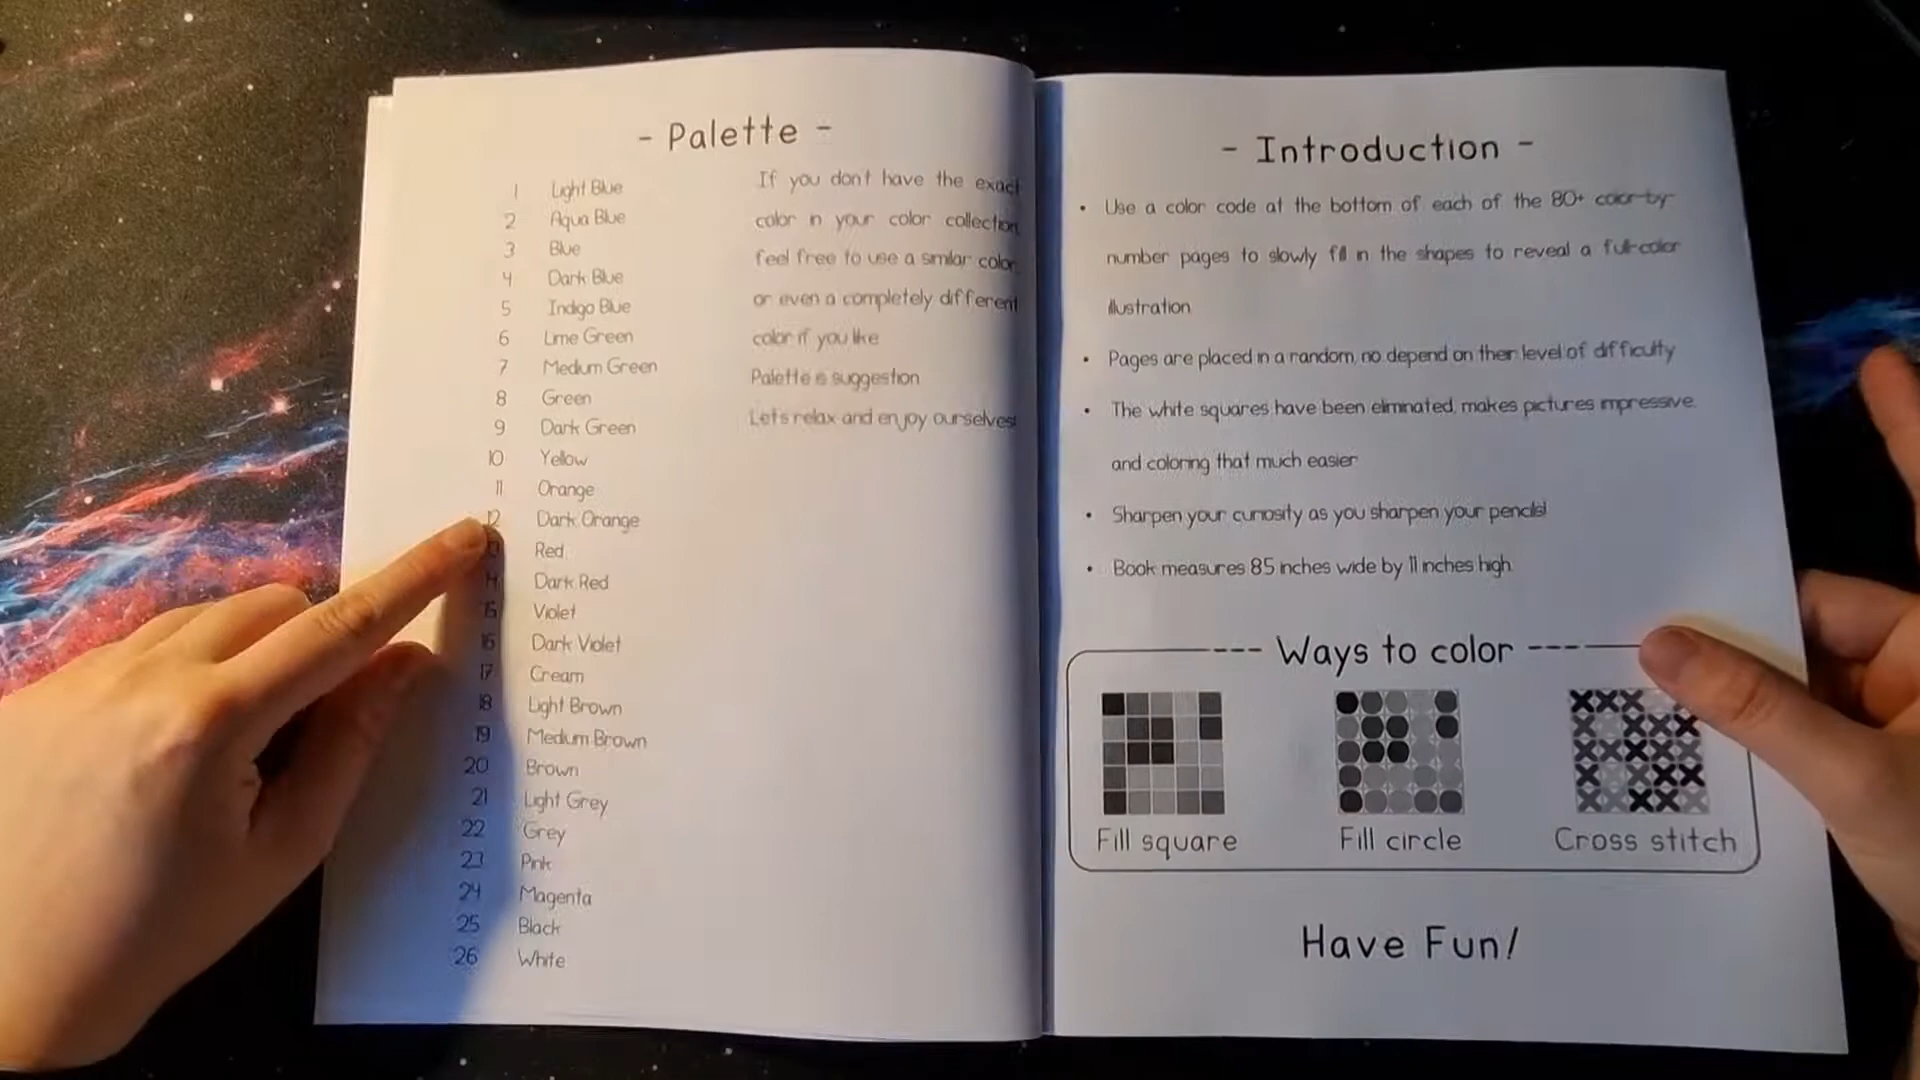 - Palette -
1 Light Blue
2 Aqua Blue
3 Blue
4 Dark Blue
5 Indigo Blue
6 Lime Green
7 Medium Green
8 Green
9 Dark Green
10 Yellow
11 Orange
12 Dark Orange
13 Red
14 Dark Red
15 Violet
16 Dark Violet
17 Cream
18 Light Brown
19 Medium Brown
20 Brown
21 Light Grey
22 Grey
23 Pink
24 Magenta
25 Black
26 White
If you don't have the exact
color in your color collection,
feel free to use a similar color,
or even a completely different
color if you like
Palette is suggestion
Let's relax and enjoy ourselves!
- Introduction -
• Use a color code at the bottom of each of the 80+ color-by-
number pages to slowly fill in the shapes to reveal a full-color
illustration
• Pages are placed in a random, no depend on their level of difficulty
• The white squares have been eliminated, makes pictures impressive,
and coloring that much easier
• Sharpen your curiosity as you sharpen your pencils!
• Book measures 8.5 inches wide by 11 inches high
--- Ways to color ----
Fill square
Fill circle
Cross stitch
Have Fun!